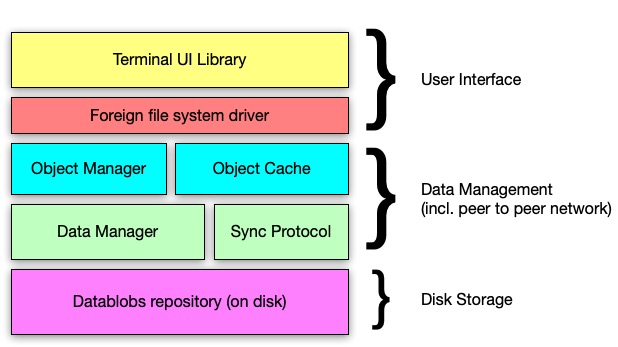 Terminal UI Library
User Interface
Foreign file system driver
Object Manager
Object Cache
Data Management
(incl. peer to peer network)
Data Manager
Sync Protocol
Datablobs repository (on disk)
Disk Storage